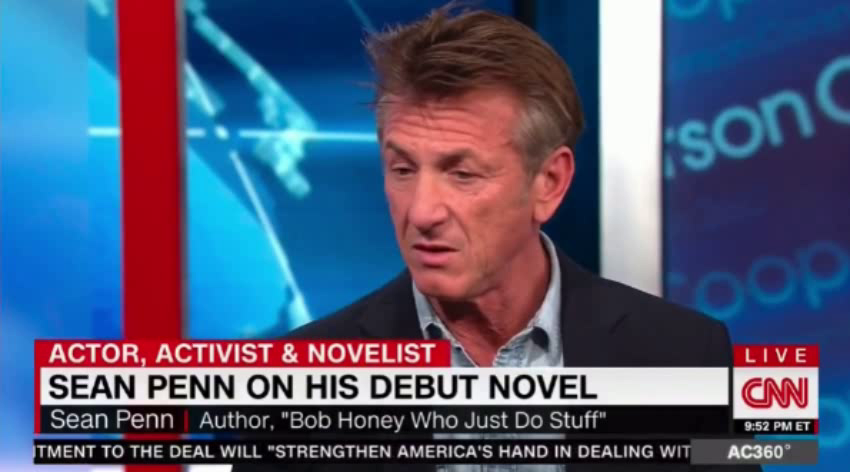 rson C
Coop
ACTOR, ACTIVIST & NOVELIST
SEAN PENN ON HIS DEBUT NOVEL
Sean Penn | Author, "Bob Honey Who Just Do Stuff"
LIVE
CNN
9:52 PM ET
ITMENT TO THE DEAL WILL "STRENGTHEN AMERICA'S HAND IN DEALING WIT
AC360°